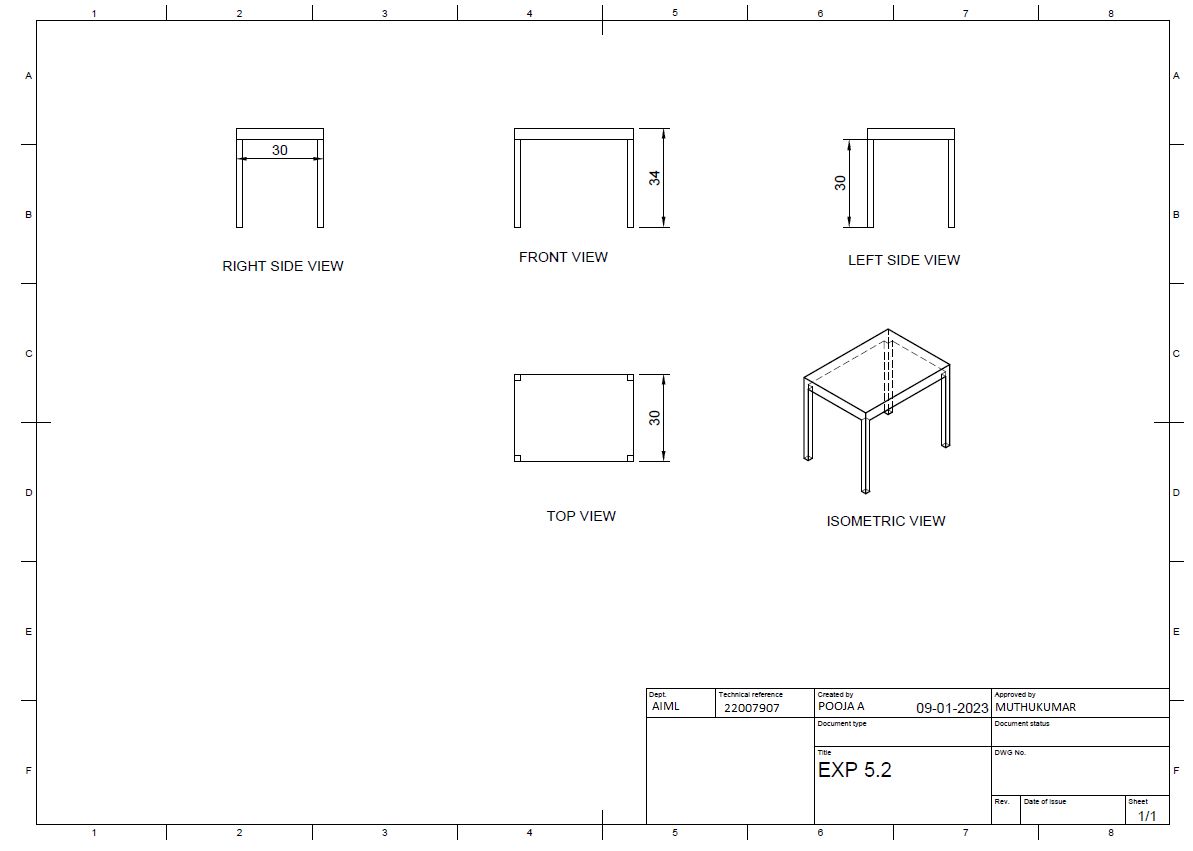 1 2 3 4 5 6 7 8
A A
30
34
30
B B
RIGHT SIDE VIEW
FRONT VIEW
LEFT SIDE VIEW
C C
30
D D
TOP VIEW
ISOMETRIC VIEW
E E
Dept.
AIML
Technical reference
22007907
Created by
POOJA A
09-01-2023
Approved by
MUTHUKUMAR
Document type
Document status
Title
EXP 5.2
DWG No.
F F
Rev.
Date of issue
Sheet
1/1
1 2 3 4 5 6 7 8